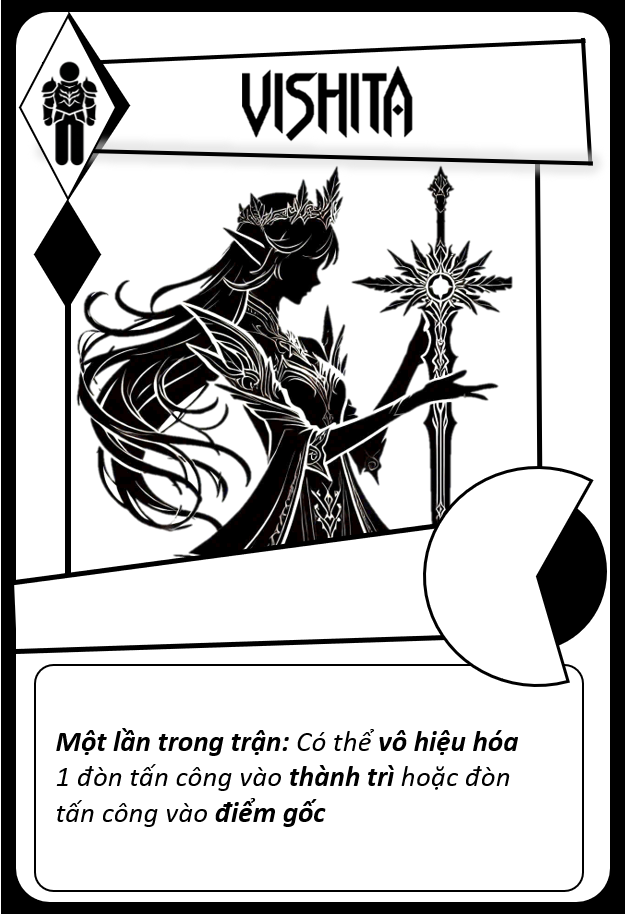 VISHITA
Một lần trong trận: Có thể vô hiệu hóa
1 đòn tấn công vào thành trì hoặc đòn
tấn công vào điểm gốc